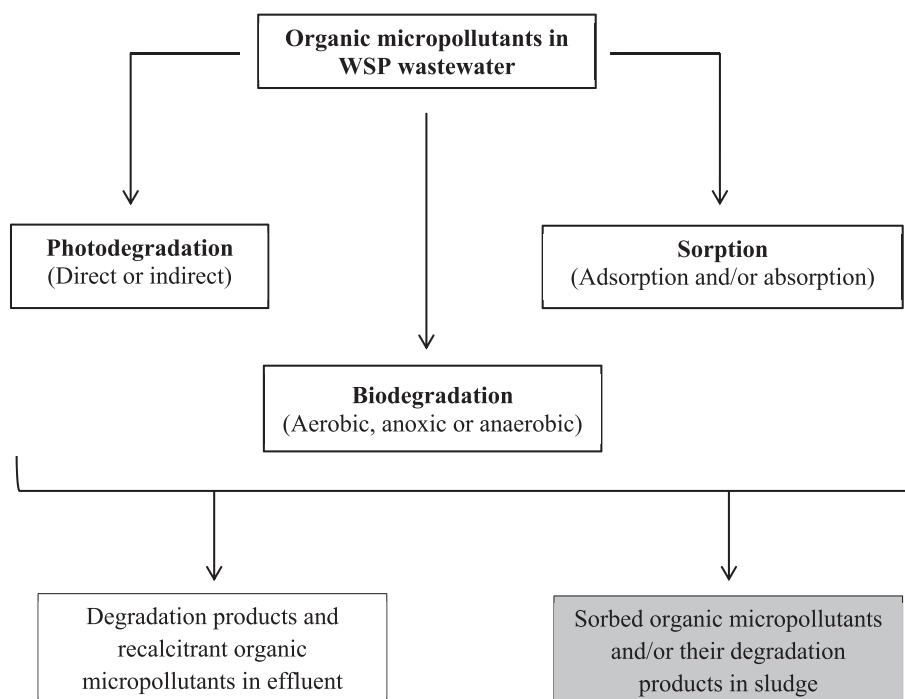 Organic micropollutants in
WSP wastewater
Photodegradation
(Direct or indirect)
Sorption
(Adsorption and/or absorption)
Biodegradation
(Aerobic, anoxic or anaerobic)
Degradation products and
recalcitrant organic
micropollutants in effluent
Sorbed organic micropollutants
and/or their degradation
products in sludge